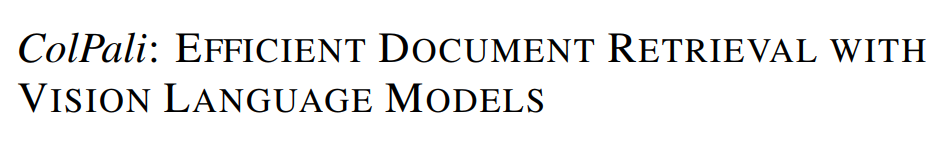 ColPali: EFFICIENT DOCUMENT RETRIEVAL WITH
VISION LANGUAGE MODELS